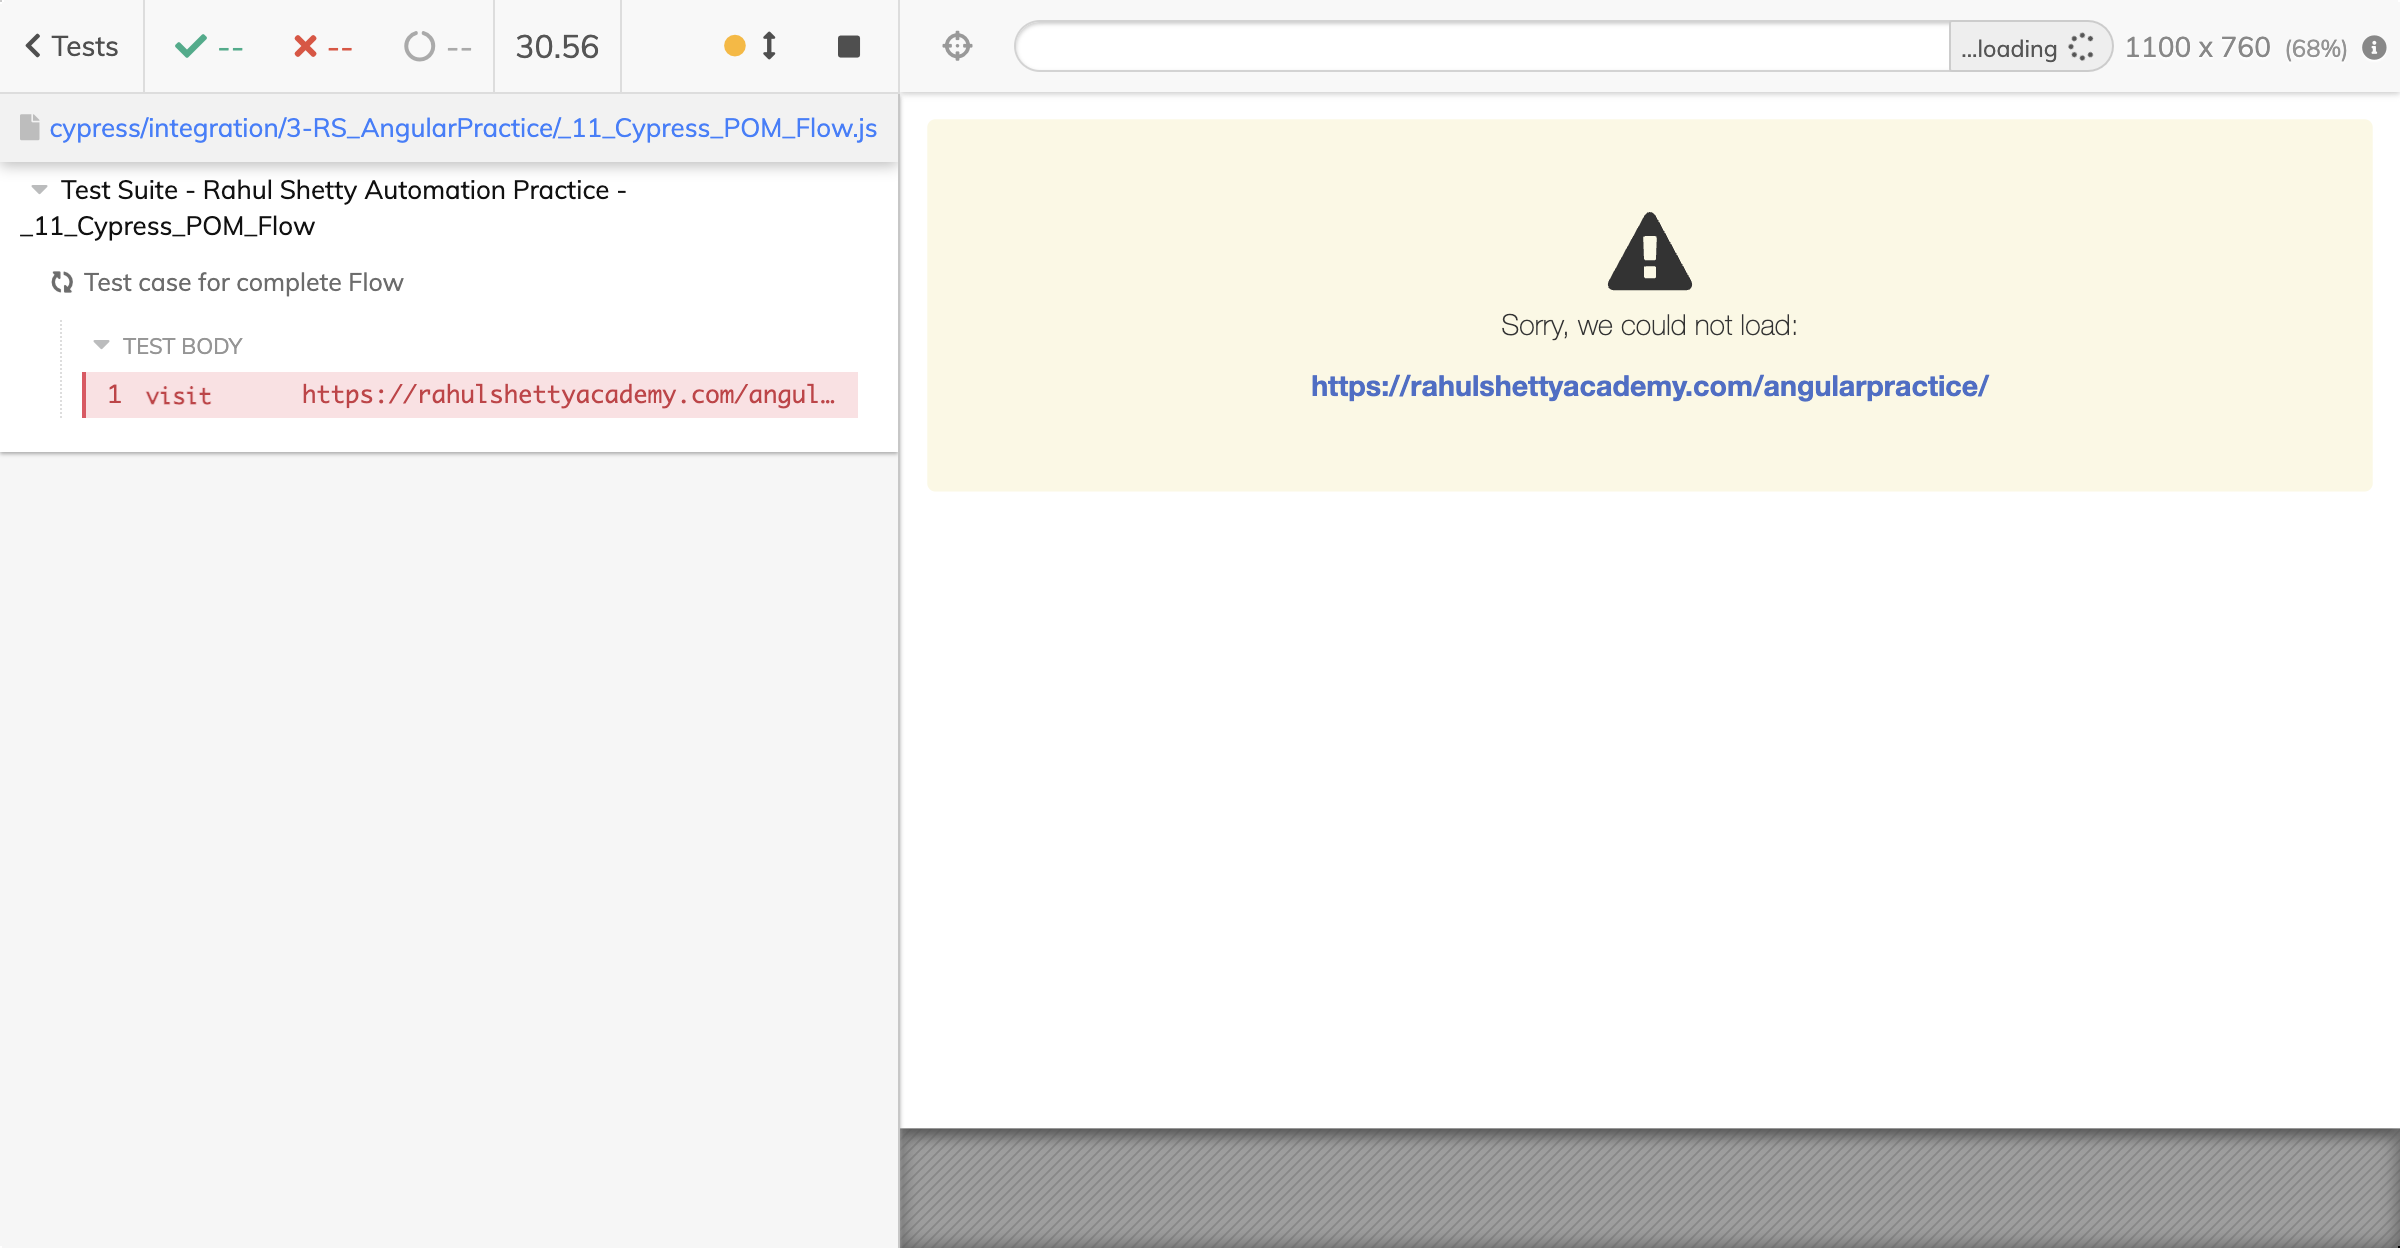 Tests
--
--
--
30.56
...loading
1100 x 760 (68%)
cypress/integration/3-RS_AngularPractice/_11_Cypress_POM_Flow.js
Test Suite - Rahul Shetty Automation Practice -
_11_Cypress_POM_Flow
Test case for complete Flow
TEST BODY
1 visit https://rahulshettyacademy.com/angul…
Sorry, we could not load:
https://rahulshettyacademy.com/angularpractice/